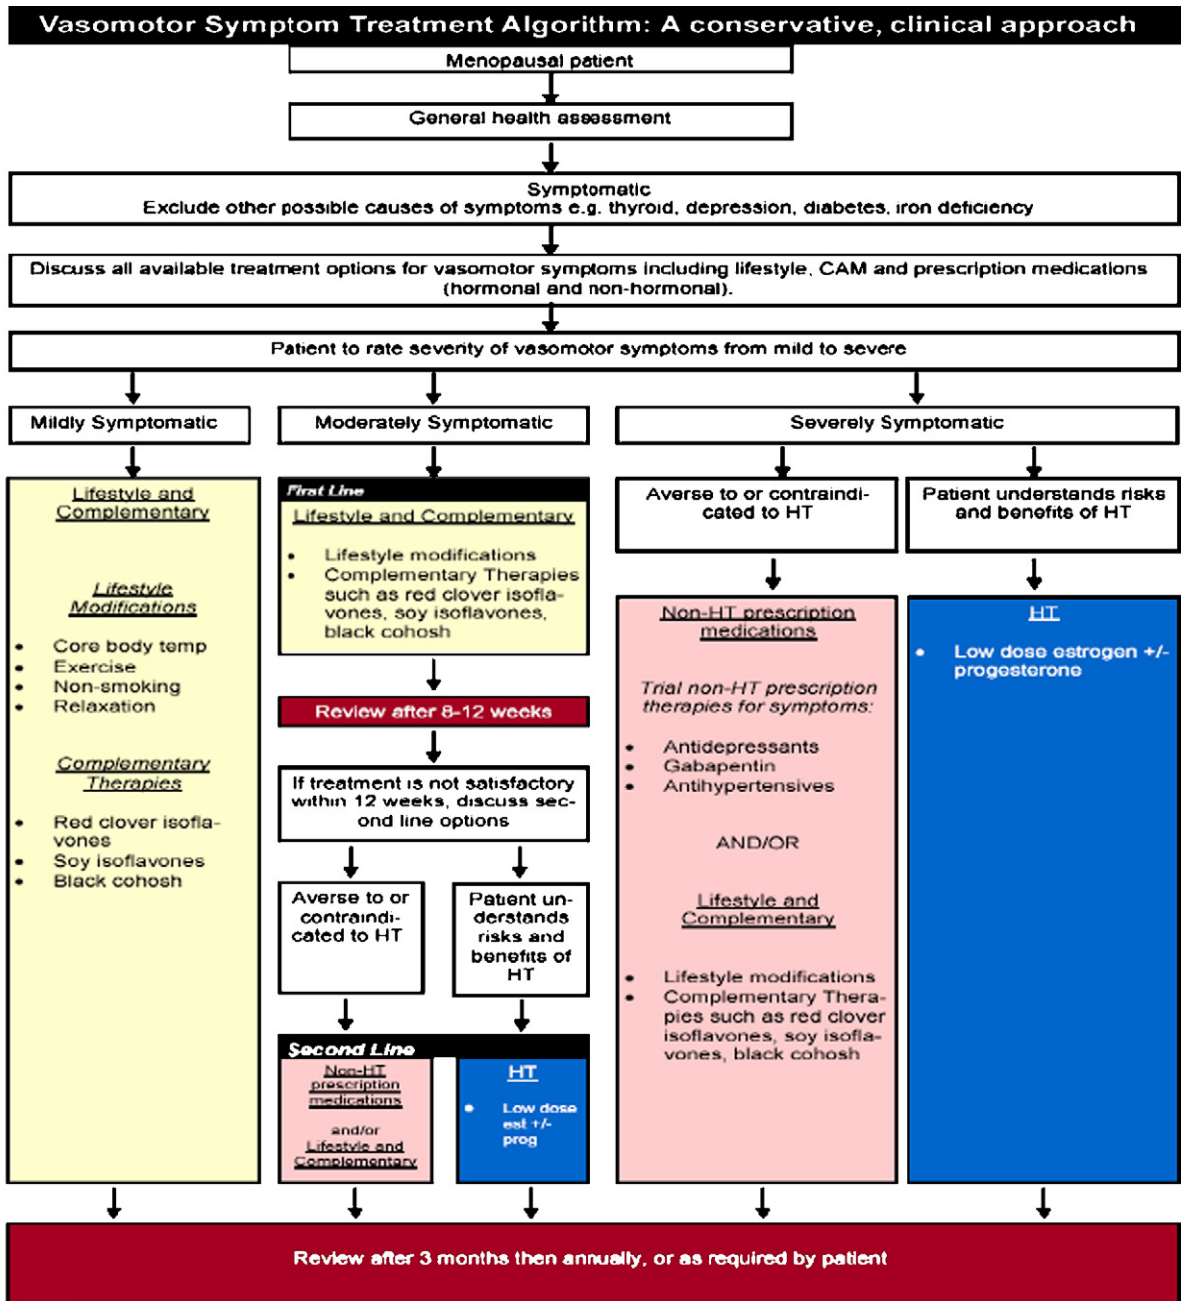 Vasomotor Symptom Treatment Algorithm: A conservative, clinical approach
Menopausal patient
General health assessment
Symptomatic
Exclude other possible causes of symptoms e.g. thyroid, depression, diabetes, iron deficiency
Discuss all available treatment options for vasomotor symptoms including lifestyle, CAM and prescription medications
(hormonal and non-hormonal).
Patient to rate severity of vasomotor symptoms from mild to severe
Mildly Symptomatic
Moderately Symptomatic
Severely Symptomatic
Lifestyle and
Complementary
Lifestyle
Modifications
• Core body temp
• Exercise
• Non-smoking
• Relaxation
Complementary
Therapies
• Red clover isofla-
vones
• Soy isoflavones
• Black cohosh
First Line
Lifestyle and Complementary
• Lifestyle modifications
• Complementary Therapies
such as red clover isofla-
vones, soy isoflavones,
black cohosh
Review after 8-12 weeks
If treatment is not satisfactory
within 12 weeks, discuss sec-
ond line options
Averse to or
contraindi-
cated to HT
Patient un-
derstands
risks and
benefits of
HT
Second Line
Non-HT
prescription
medications
and/or
Lifestyle and
Complementary
HT
• Low dose
est +/-
prog
Averse to or contraindi-
cated to HT
Non-HT prescription
medications
Trial non-HT prescription
therapies for symptoms:
• Antidepressants
• Gabapentin
• Antihypertensives
AND/OR
Lifestyle and
Complementary
• Lifestyle modifications
• Complementary Thera-
pies such as red clover
isoflavones, soy isofla-
vones, black cohosh
Patient understands risks
and benefits of HT
HT
• Low dose estrogen +/-
progesterone
Review after 3 months then annually, or as required by patient